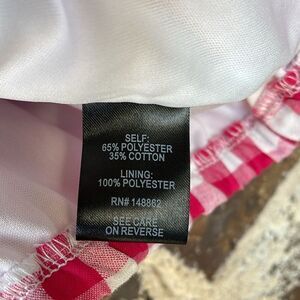 SELF:
65% POLYESTER
35% COTTON
LINING:
100% POLYESTER
RN# 148862
SEE CARE
ON REVERSE